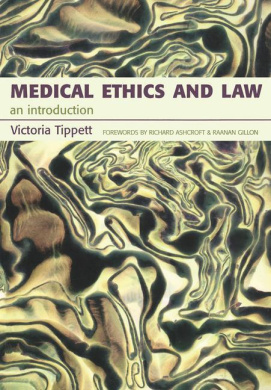 MEDICAL ETHICS AND LAW
an introduction
Victoria Tippett FOREWORDS BY RICHARD ASHCROFT & RAANAN GILLON